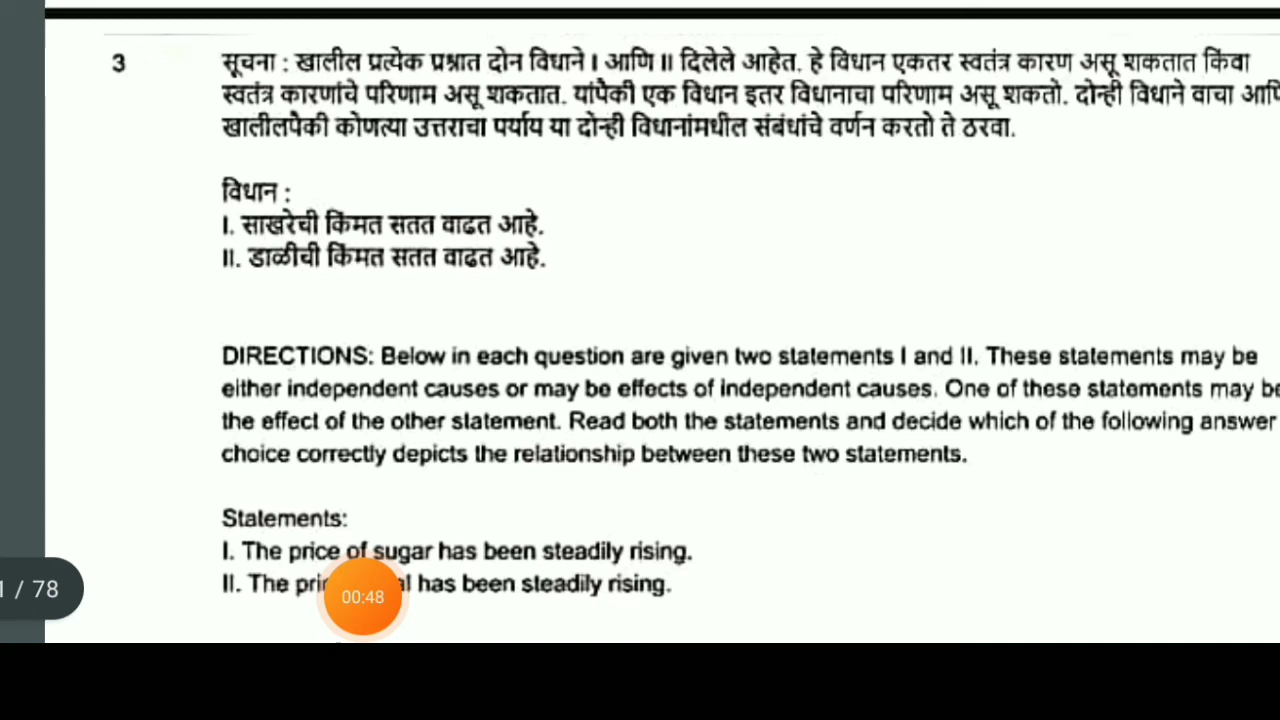 3
सूचना : खालील प्रत्येक प्रश्नात दोन विधाने I आणि II दिलेले आहेत. हे विधान एकतर स्वतंत्र कारण असू शकतात किंवा
स्वतंत्र कारणांचे परिणाम असू शकतात. यांपैकी एक विधान इतर विधानाचा परिणाम असू शकतो. दोन्ही विधाने वाचा
खालीलपैकी कोणत्या उत्तराचा पर्याय या दोन्ही विधानांमधील संबंधांचे वर्णन करतो ते ठरवा.
विधान :
I. साखरेची किंमत सतत वाढत आहे.
II. डाळीची किंमत सतत वाढत आहे.
DIRECTIONS: Below in each question are given two statements I and II. These statements may be
either independent causes or may be effects of independent causes. One of these statements may
the effect of the other statement. Read both the statements and decide which of the following answer
choice correctly depicts the relationship between these two statements.
Statements:
I. The price of sugar has been steadily rising.
II. The has been steadily rising.
/ 78
00:48